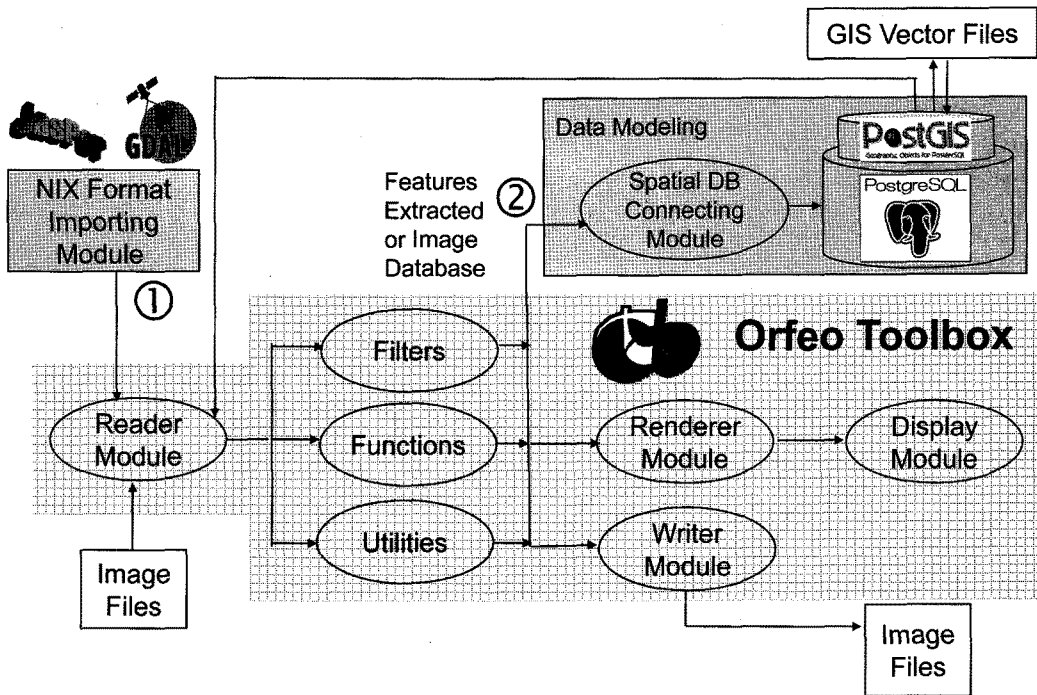 GIS Vector Files
GDAL
NIX Format
Importing
Module
①
Features
Extracted
or Image
Database
②
Data Modeling
Spatial DB
Connecting
Module
PostGIS
Geographic Objects for PostgreSQL
PostgreSQL
Orfeo Toolbox
Filters
Reader
Module
Functions
Renderer
Module
Display
Module
Utilities
Writer
Module
Image
Files
Image
Files